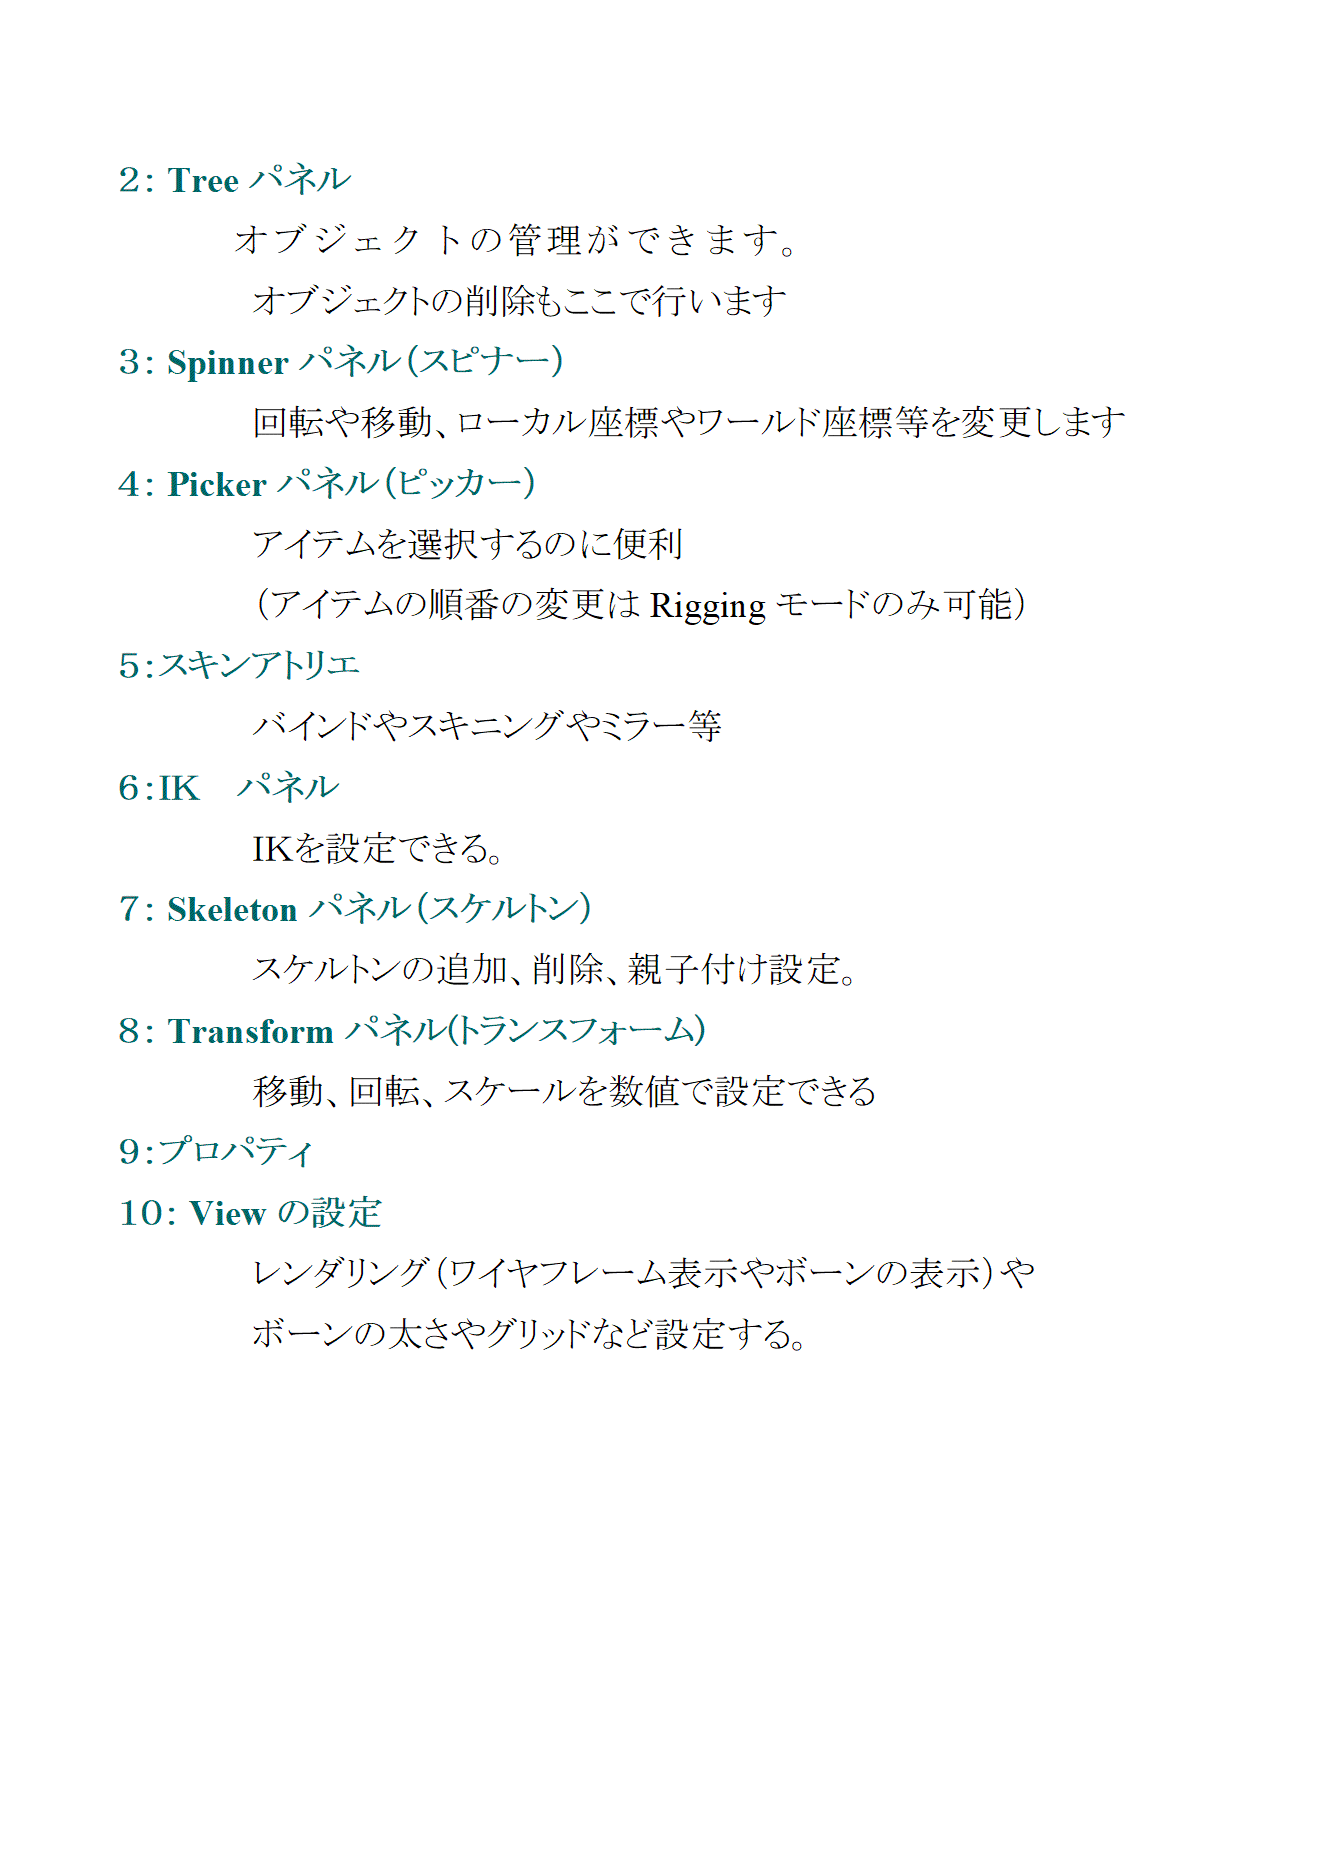 ２： Tree パネル
オブジェクトの管理ができます。
オブジェクトの削除もここで行います
３： Spinner パネル（スピナー）
回転や移動、ローカル座標やワールド座標等を変更します
４： Picker パネル（ピッカー）
アイテムを選択するのに便利
（アイテムの順番の変更は Rigging モードのみ可能）
５：スキンアトリエ
バインドやスキニングやミラー等
６：ＩＫ　パネル
ＩＫを設定できる。
７： Skeleton パネル（スケルトン）
スケルトンの追加、削除、親子付け設定。
８： Transform パネル(トランスフォーム)
移動、回転、スケールを数値で設定できる
９：プロパティ
１０： View の設定
レンダリング（ワイヤフレーム表示やボーンの表示）や
ボーンの太さやグリッドなど設定する。